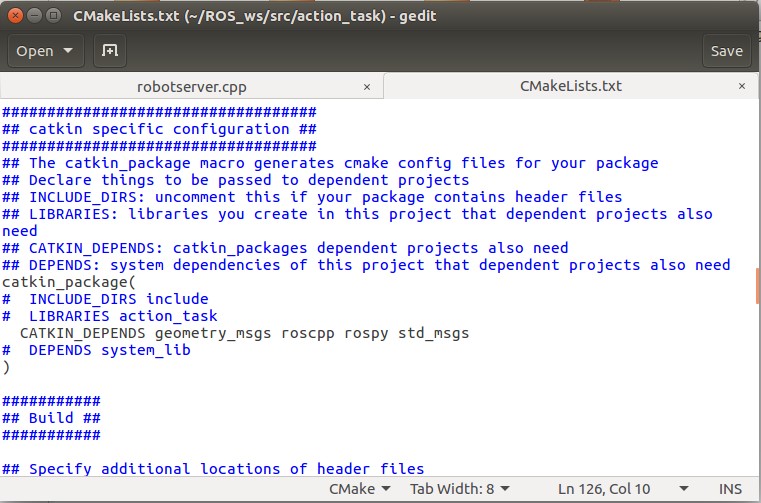 CMakeLists.txt (~/ROS_ws/src/action_task) - gedit
Open
Save
robotserver.cpp ×
CMakeLists.txt ×
###################################
## catkin specific configuration ##
###################################
## The catkin_package macro generates cmake config files for your package
## Declare things to be passed to dependent projects
## INCLUDE_DIRS: uncomment this if your package contains header files
## LIBRARIES: libraries you create in this project that dependent projects also
need
## CATKIN_DEPENDS: catkin_packages dependent projects also need
## DEPENDS: system dependencies of this project that dependent projects also need
catkin_package(
#  INCLUDE_DIRS include
#  LIBRARIES action_task
  CATKIN_DEPENDS geometry_msgs roscpp rospy std_msgs
#  DEPENDS system_lib
)
###########
## Build ##
###########
## Specify additional locations of header files
CMake
Tab Width: 8
Ln 126, Col 10
INS